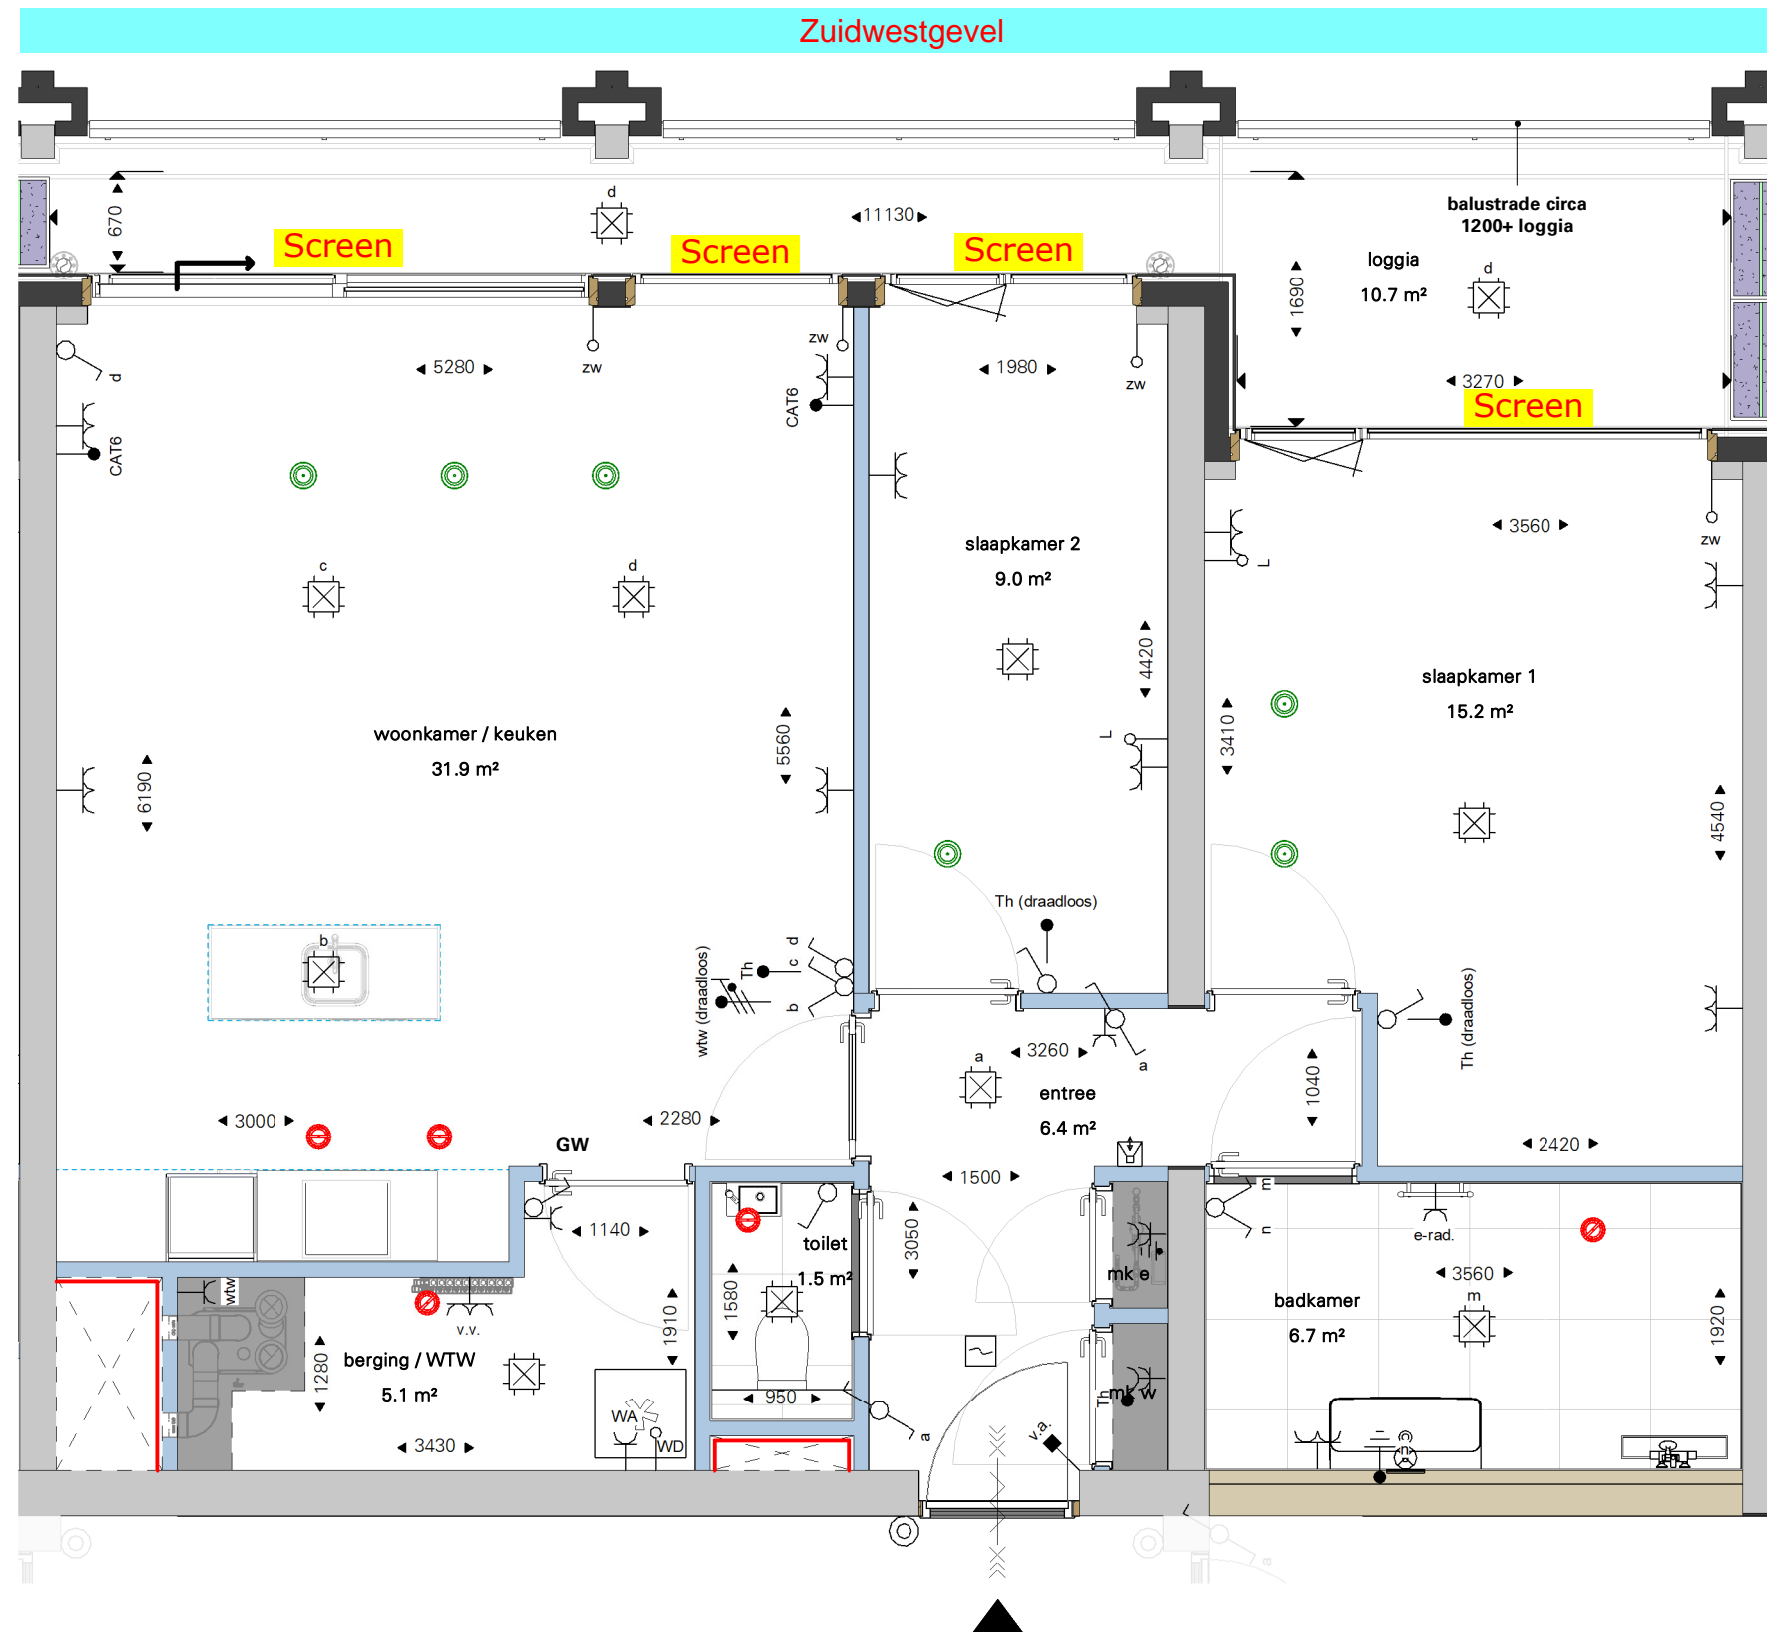 Zuidwestgevel
d
670
11130
balustrade circa
1200+ loggia
Screen
Screen
Screen
loggia
10.7 m²
d
1690
zw
zw
5280
1980
zw
3270
Screen
d
CAT6
CAT6
3560
zw
L
slaapkamer 2
9.0 m²
c
d
4420
slaapkamer 1
15.2 m²
L
3410
woonkamer / keuken
31.9 m²
5560
6190
4540
Th (draadloos)
b
d
c
b
Th
wtw (draadloos)
Th (draadloos)
a
3260
a
entree
6.4 m²
1040
3000
2280
GW
2420
1500
m
n
1140
3050
toilet
1.5 m²
e-rad.
mk e
3560
m
wtw
1580
badkamer
6.7 m²
1920
v.v.
1910
berging / WTW
5.1 m²
1280
950
Th
mk w
WA
WD
a
v.a.
3430
n
a